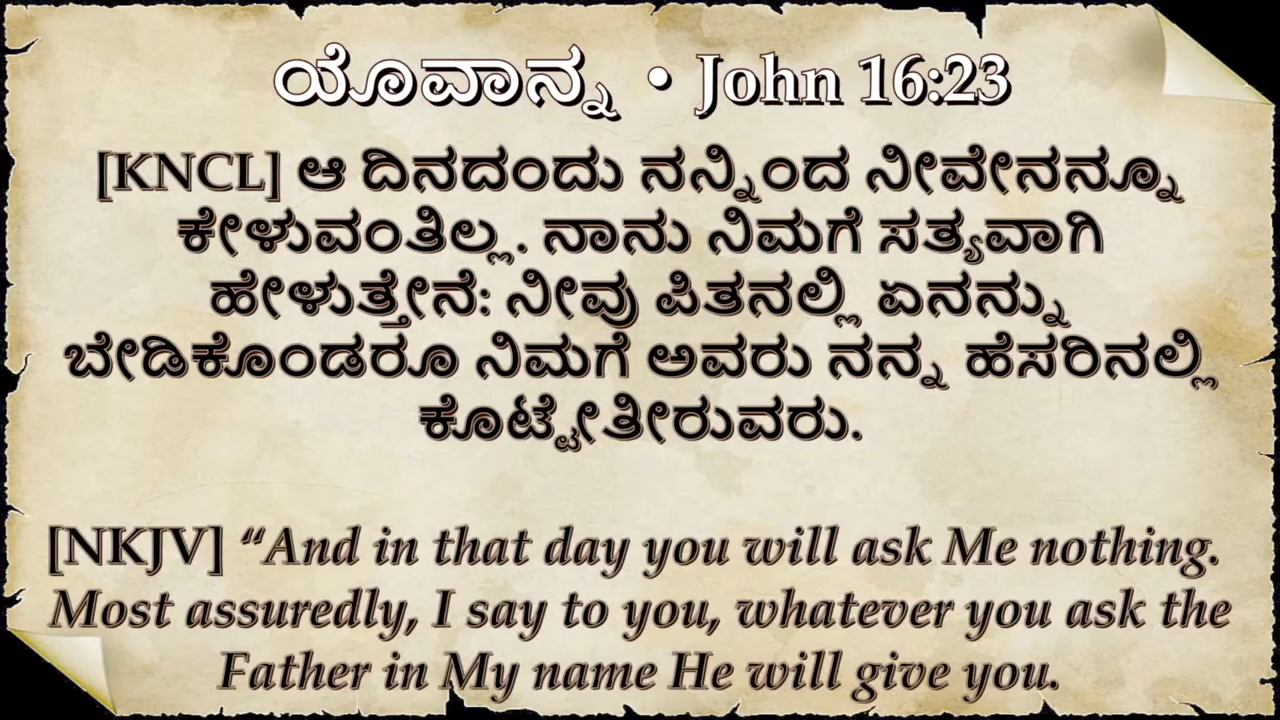 ಯೊವಾನ್ನ • John 16:23
[KNCL] ಆ ದಿನದಂದು ನನ್ನಿಂದ ನೀವೇನನ್ನೂ
ಕೇಳುವಂತಿಲ್ಲ. ನಾನು ನಿಮಗೆ ಸತ್ಯವಾಗಿ
ಹೇಳುತ್ತೇನೆ: ನೀವು ಪಿತನಲ್ಲಿ ಏನನ್ನು
ಬೇಡಿಕೊಂಡರೂ ನಿಮಗೆ ಅವರು ನನ್ನ ಹೆಸರಿನಲ್ಲಿ
ಕೊಟ್ಟೇತೀರುವರು.
[NKJV] “And in that day you will ask Me nothing.
Most assuredly, I say to you, whatever you ask the
Father in My name He will give you.